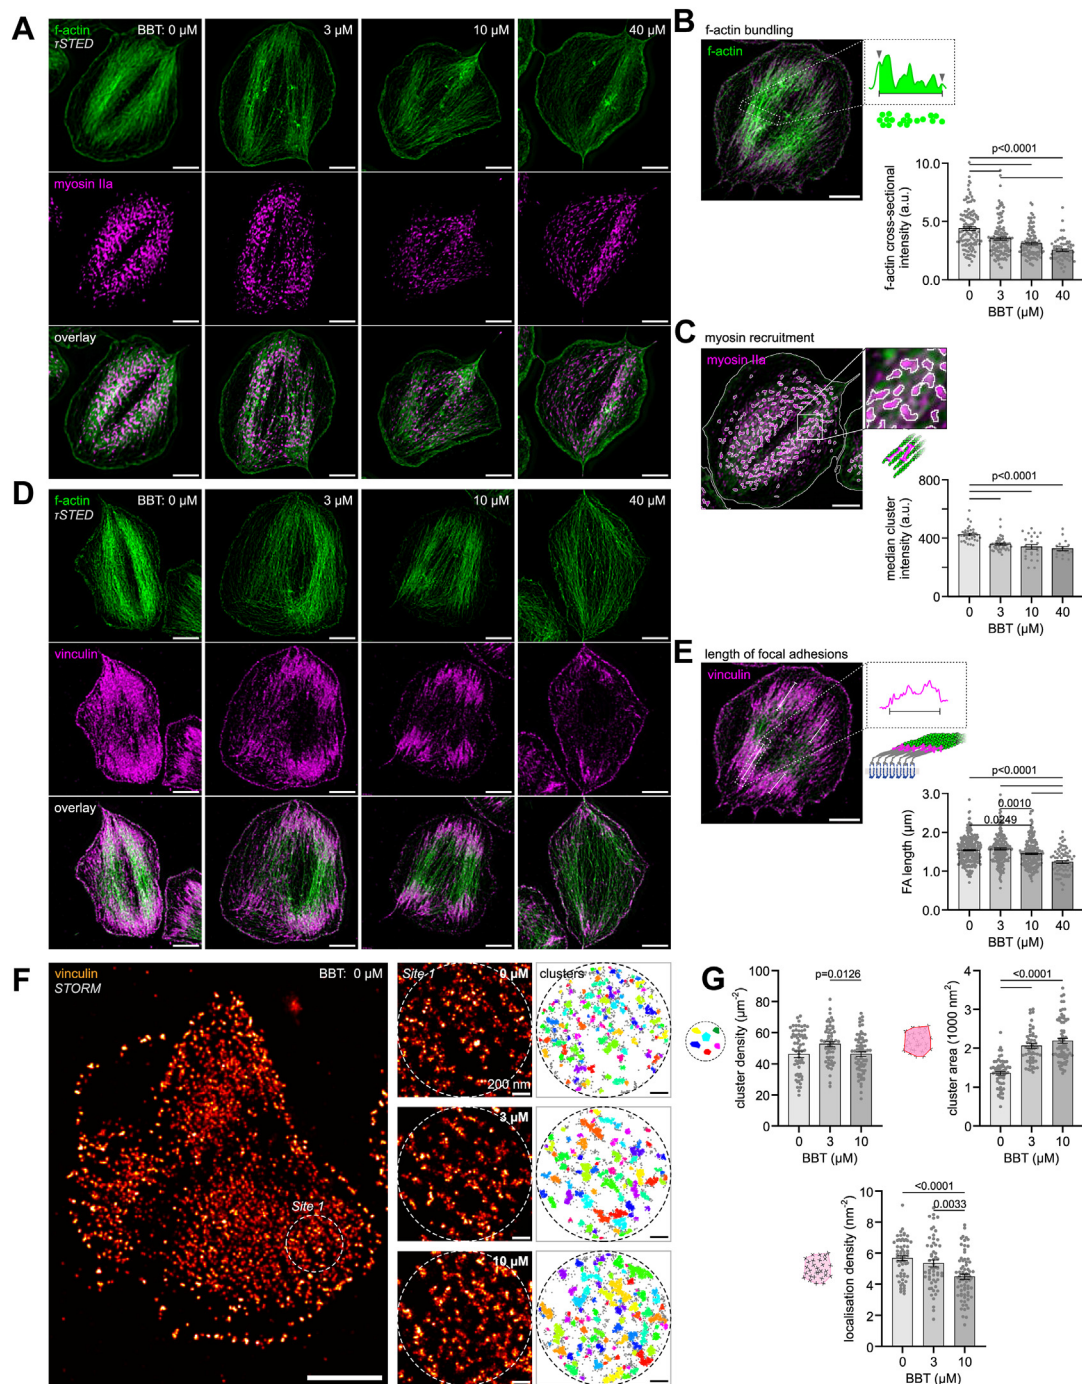 A
f-actin
τSTED
BBT: 0 µM
3 µM
10 µM
40 µM
myosin IIa
overlay
B
f-actin bundling
f-actin
p<0.0001
10.0
5.0
0.0
f-actin cross-sectional
intensity (a.u.)
0 3 10 40
BBT (µM)
C
myosin recruitment
myosin IIa
p<0.0001
800
400
0
median cluster
intensity (a.u.)
0 3 10 40
BBT (µM)
D
f-actin
τSTED
BBT: 0 µM
3 µM
10 µM
40 µM
vinculin
overlay
E
length of focal adhesions
vinculin
p<0.0001
0.0010
0.0249
3.0
2.0
1.0
0.0
FA length (µm)
0 3 10 40
BBT (µM)
F
vinculin
STORM
BBT: 0 µM
Site 1
Site 1
0 µM
clusters
200 nm
3 µM
10 µM
G
p=0.0126
100
80
60
40
20
0
cluster density (µm⁻²)
0 3 10
BBT (µM)
<0.0001
4
3
2
1
0
cluster area (1000 nm²)
0 3 10
BBT (µM)
<0.0001
0.0033
10
8
6
4
2
0
localisation density (nm⁻²)
0 3 10
BBT (µM)